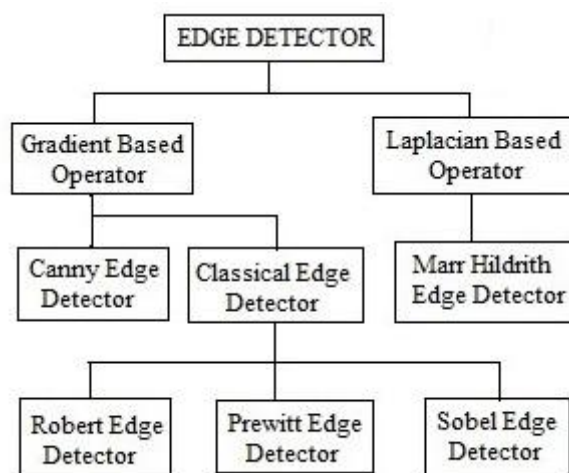 EDGE DETECTOR
Gradient Based
Operator
Laplacian Based
Operator
Canny Edge
Detector
Classical Edge
Detector
Marr Hildrith
Edge Detector
Robert Edge
Detector
Prewitt Edge
Detector
Sobel Edge
Detector